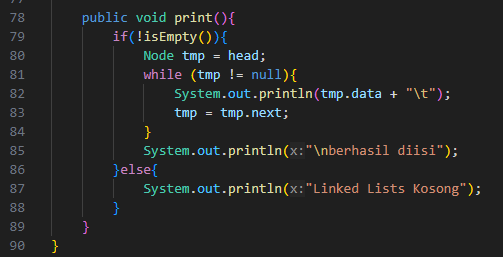 78 public void print(){
79 if(!isEmpty()){
80 Node tmp = head;
81 while (tmp != null){
82 System.out.println(tmp.data + "\t");
83 tmp = tmp.next;
84 }
85 System.out.println(x:"\nberhasil diisi");
86 }else{
87 System.out.println(x:"Linked Lists Kosong");
88 }
89 }
90 }